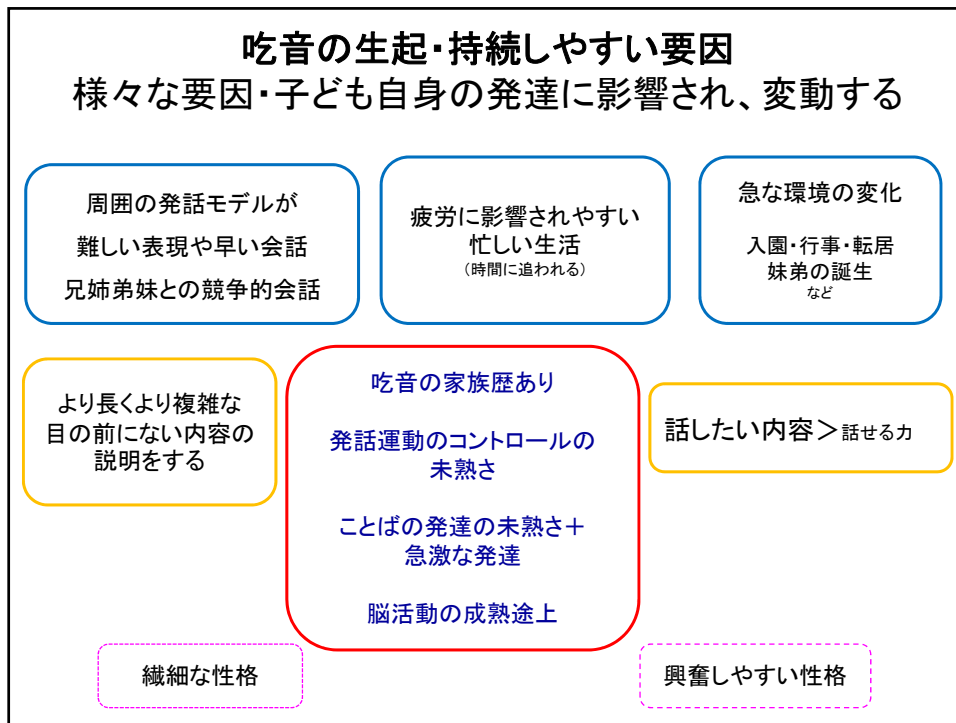 吃音の生起・持続しやすい要因
様々な要因・子ども自身の発達に影響され、変動する
周囲の発話モデルが
難しい表現や早い会話
兄姉弟妹との競争的会話
疲労に影響されやすい
忙しい生活
（時間に追われる）
急な環境の変化
入園・行事・転居
妹弟の誕生
など
より長くより複雑な
目の前にない内容の
説明をする
吃音の家族歴あり
発話運動のコントロールの
未熟さ
ことばの発達の未熟さ＋
急激な発達
脳活動の成熟途上
話したい内容＞話せる力
繊細な性格
興奮しやすい性格